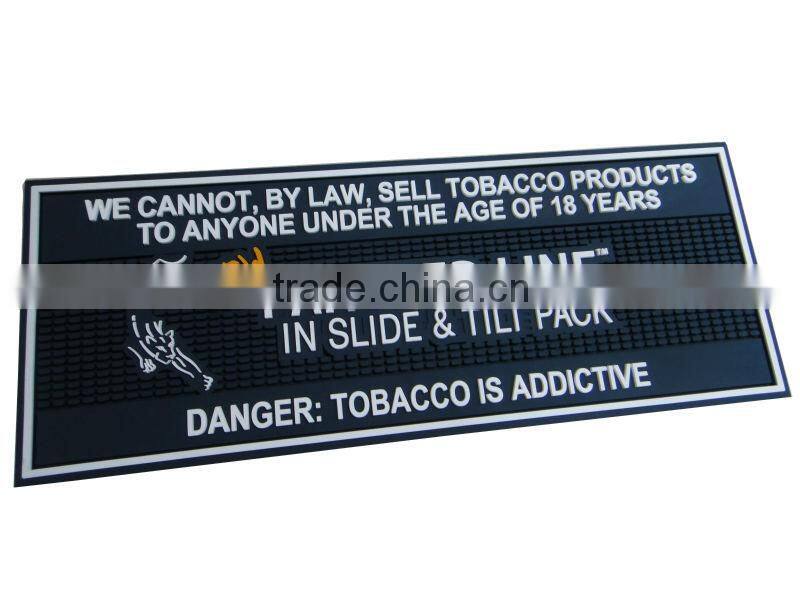 WE CANNOT, BY LAW, SELL TOBACCO PRODUCTS
TO ANYONE UNDER THE AGE OF 18 YEARS
LINE™
trade.china.cn
IN SLIDE & TILT PACK
DANGER: TOBACCO IS ADDICTIVE